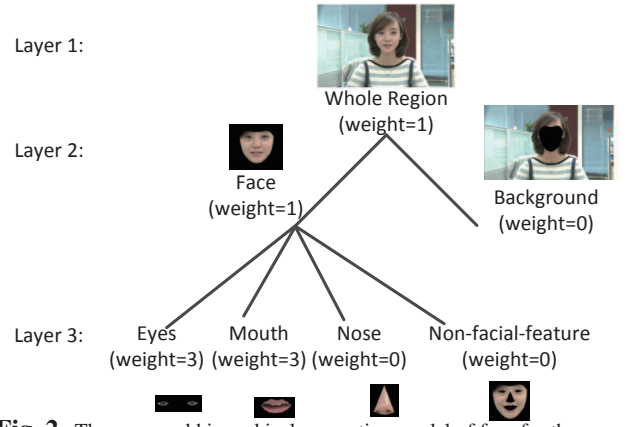 Layer 1:
Whole Region
(weight=1)
Layer 2:
Face
(weight=1)
Background
(weight=0)
Layer 3:
Eyes
(weight=3)
Mouth
(weight=3)
Nose
(weight=0)
Non-facial-feature
(weight=0)
Fig. 2